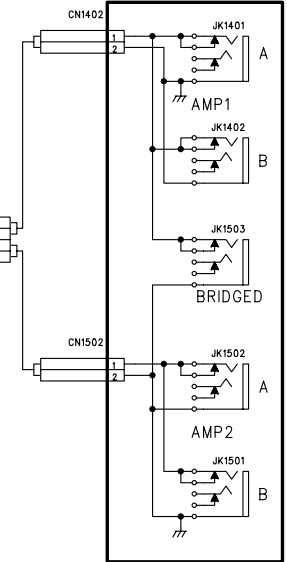 CN1402
1
2
JK1401
A
AMP1
JK1402
B
JK1503
BRIDGED
CN1502
1
2
JK1502
A
AMP2
JK1501
B